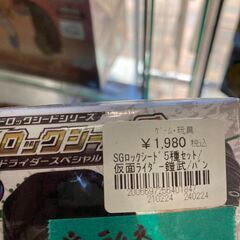 ドロックシードシリーズ
ロックシード
ドライダースペシャル
ゲーム・玩具
￥1,980 税込
SGロックシード 5種セット/
仮面ライダー鎧武/バン
210224 240224